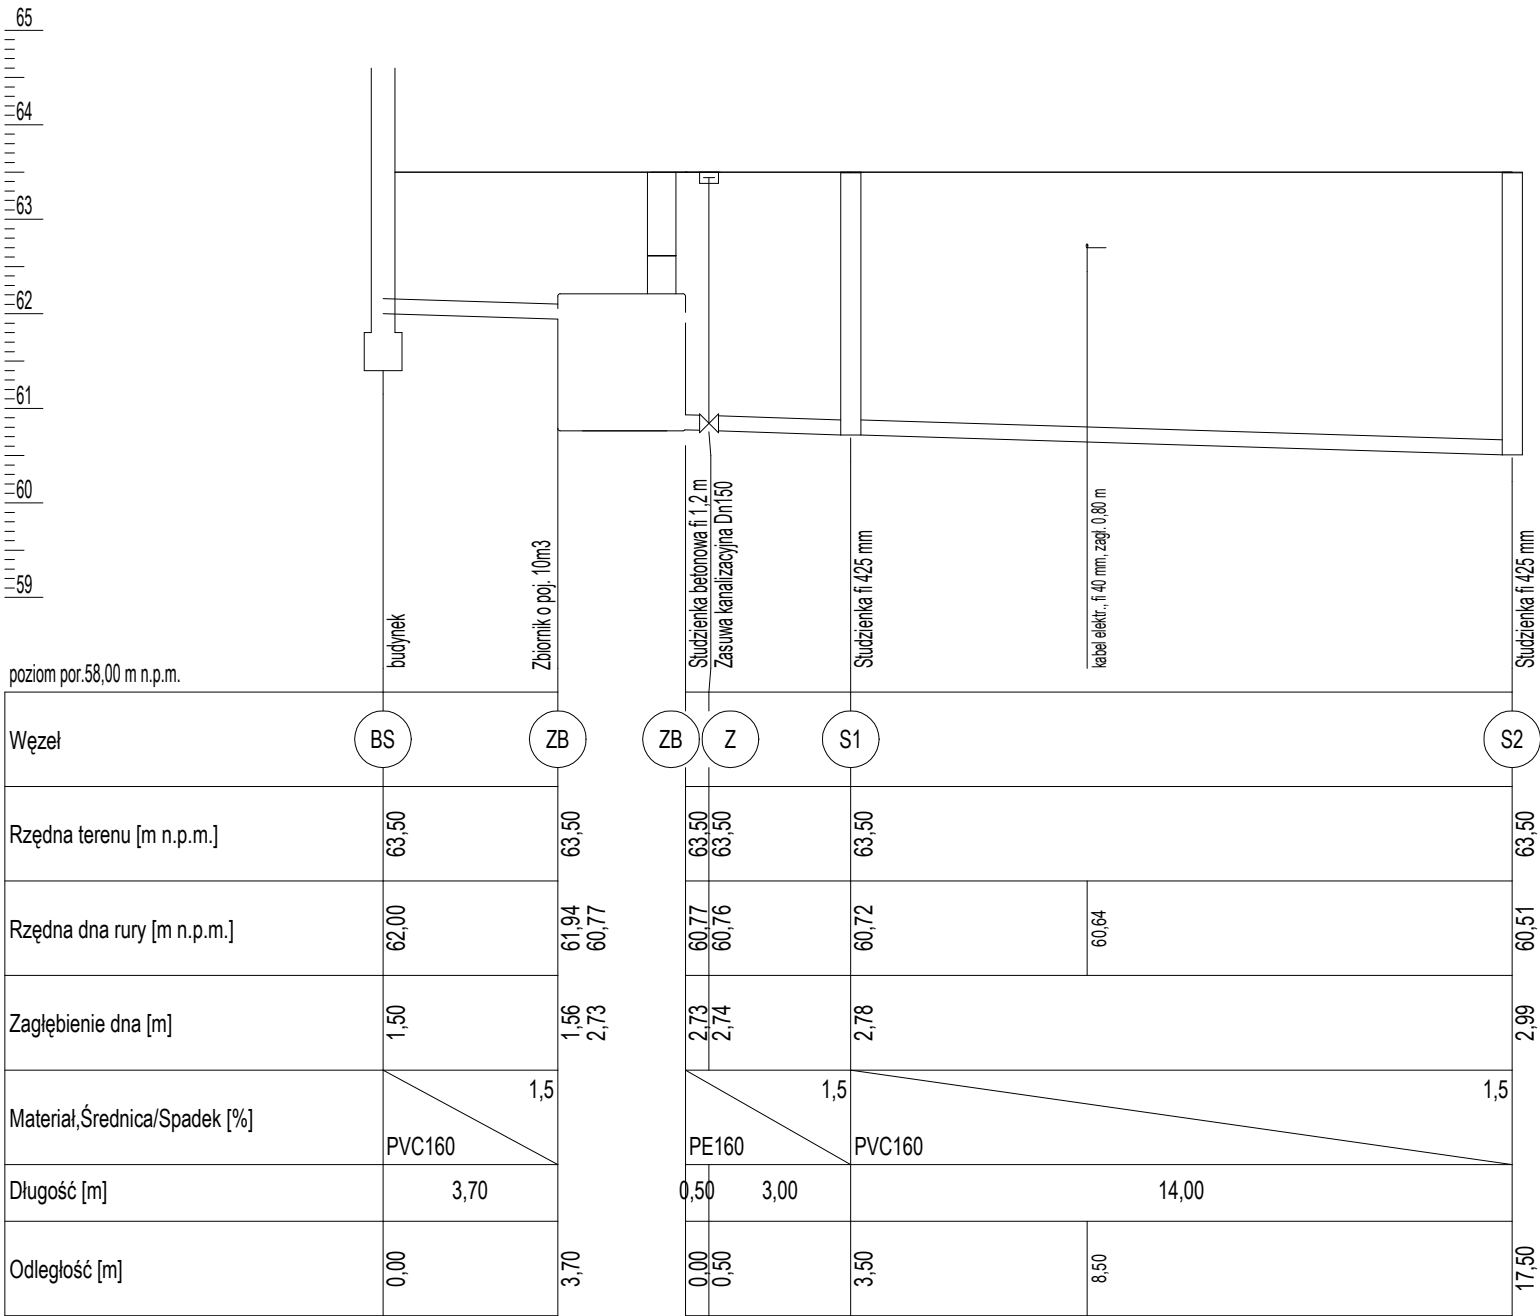 65
64
63
62
61
60
59
poziom por.58,00 m n.p.m.
budynek
Zbiornik o poj. 10m3
Studzienka betonowa fi 1,2 m
Zasuwa kanalizacyjna Dn150
Studzienka fi 425 mm
kabel elektr., fi 40 mm, zagł. 0,80 m
Studzienka fi 425 mm
Węzeł
BS
ZB
ZB
Z
S1
S2
Rzędna terenu [m n.p.m.]
63,50
63,50
63,50
63,50
63,50
63,50
Rzędna dna rury [m n.p.m.]
62,00
61,94
60,77
60,77
60,76
60,72
60,64
60,51
Zagłębienie dna [m]
1,50
1,56
2,73
2,73
2,74
2,78
2,99
Materiał,Średnica/Spadek [%]
PVC160
1,5
PE160
1,5
PVC160
1,5
Długość [m]
3,70
0,50
3,00
14,00
Odległość [m]
0,00
3,70
0,00
0,50
3,50
8,50
17,50